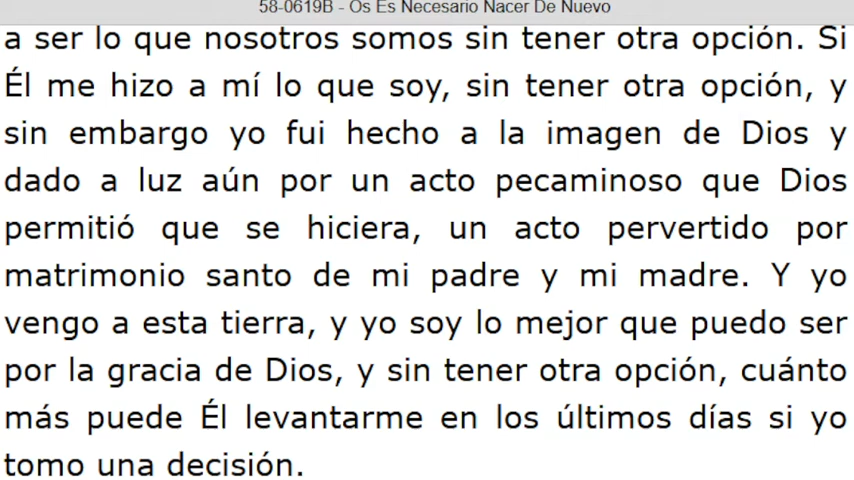 58-0619B - Os Es Necesario Nacer De Nuevo
a ser lo que nosotros somos sin tener otra opción. Si
Él me hizo a mí lo que soy, sin tener otra opción, y
sin embargo yo fui hecho a la imagen de Dios y
dado a luz aún por un acto pecaminoso que Dios
permitió que se hiciera, un acto pervertido por
matrimonio santo de mi padre y mi madre. Y yo
vengo a esta tierra, y yo soy lo mejor que puedo ser
por la gracia de Dios, y sin tener otra opción, cuánto
más puede Él levantarme en los últimos días si yo
tomo una decisión.